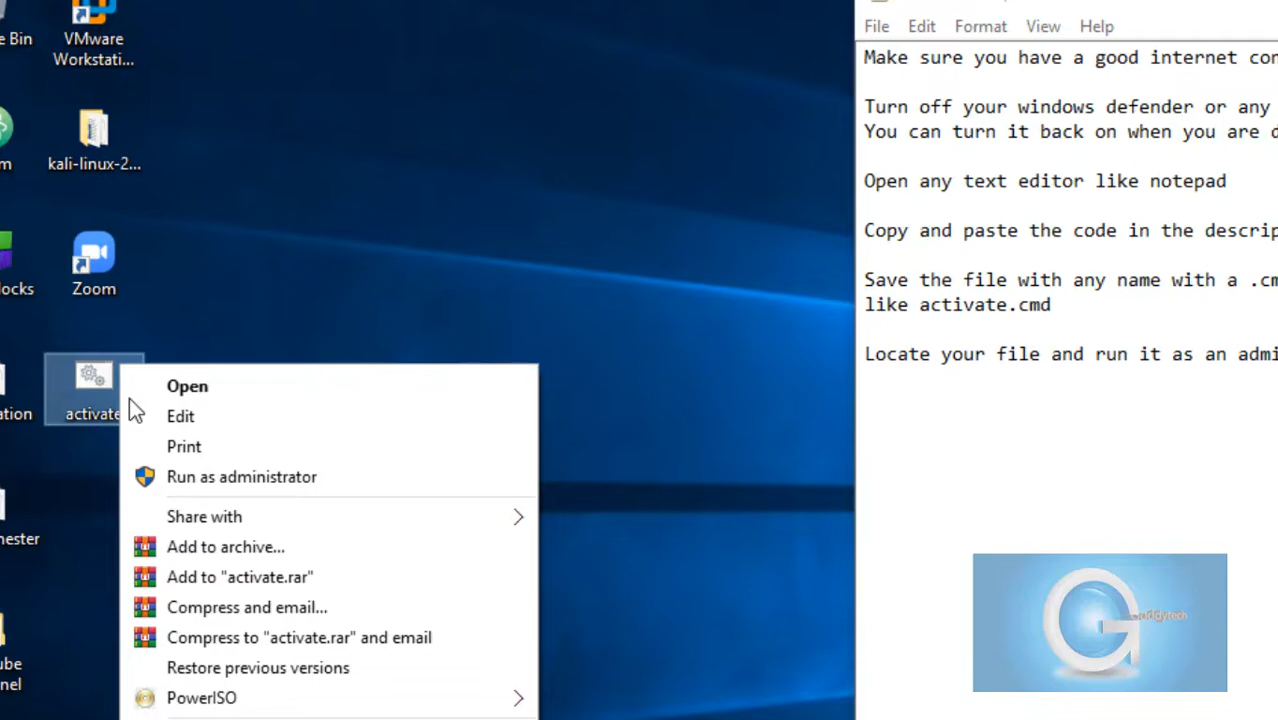 e Bin
VMware
Workstati...
m
kali-linux-2...
locks
Zoom
ation
activate
nester
ube
nel
Open
Edit
Print
Run as administrator
Share with
Add to archive...
Add to "activate.rar"
Compress and email...
Compress to "activate.rar" and email
Restore previous versions
PowerISO
File Edit Format View Help
Make sure you have a good internet con
Turn off your windows defender or any
You can turn it back on when you are d
Open any text editor like notepad
Copy and paste the code in the descrip
Save the file with any name with a .cm
like activate.cmd
Locate your file and run it as an admi